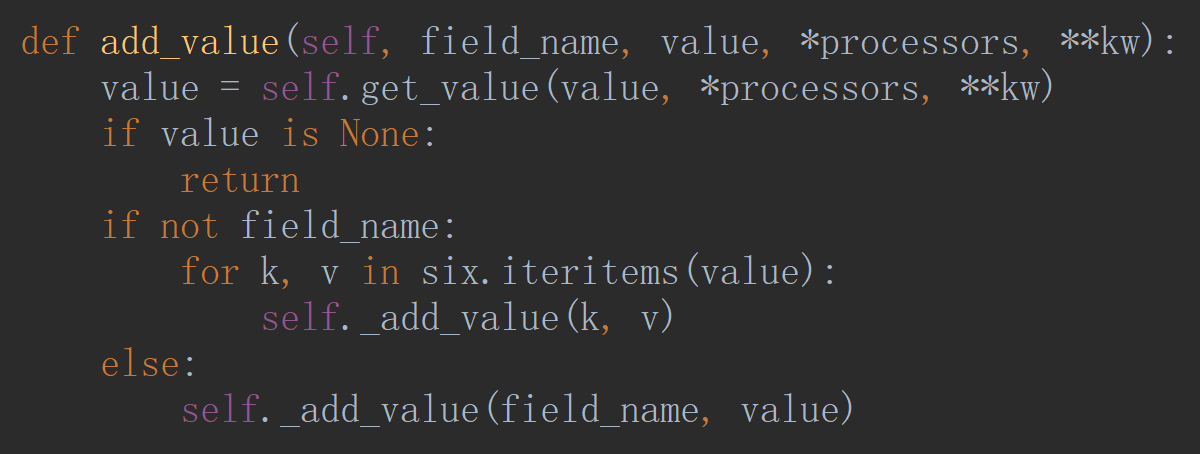 def add_value(self, field_name, value, *processors, **kw):
    value = self.get_value(value, *processors, **kw)
    if value is None:
        return
    if not field_name:
        for k, v in six.iteritems(value):
            self._add_value(k, v)
    else:
        self._add_value(field_name, value)